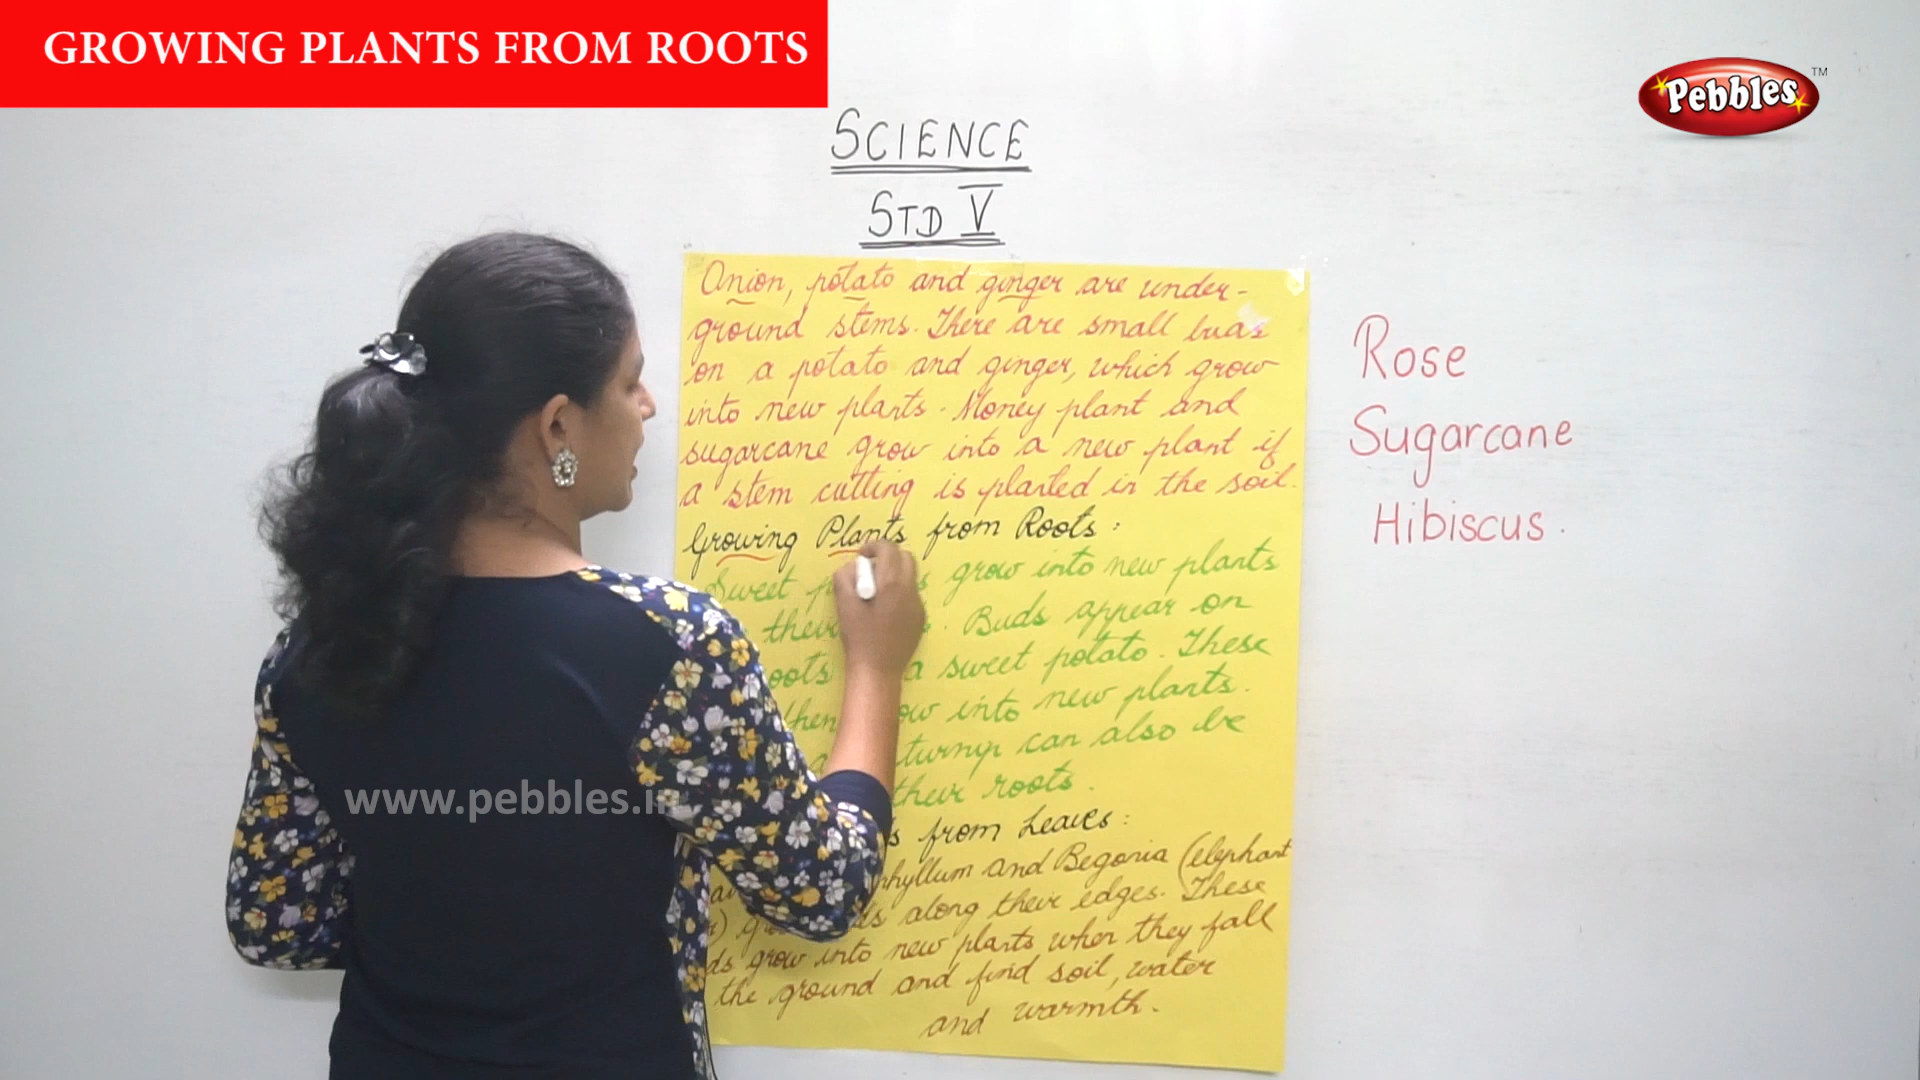 GROWING PLANTS FROM ROOTS
Pebbles TM
SCIENCE
STD V
Onion, potato and ginger are under-
ground stems. There are small buds
on a potato and ginger, which grow
into new plants. Money plant and
sugarcane grow into a new plant if
a stem cutting is planted in the soil.
Growing Plants from Roots:
Sweet grow into new plants
their . Buds appear on
a sweet potato. These
then into new plants.
turnip can also be
their roots.
from Leaves:
and Begonia (elephant
along their edges. These
grow into new plants when they fall
the ground and find soil, water
and warmth.
Rose
Sugarcane
Hibiscus.
www.pebbles.in